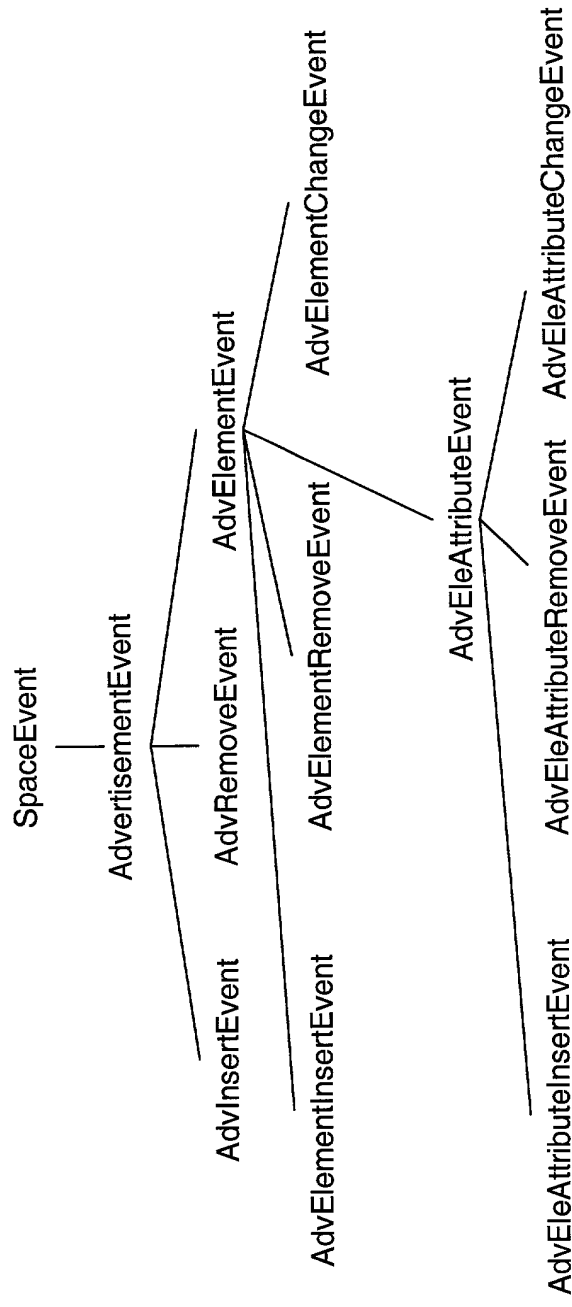 SpaceEvent
AdvertisementEvent
AdvInsertEvent
AdvRemoveEvent
AdvElementEvent
AdvElementInsertEvent
AdvElementRemoveEvent
AdvElementChangeEvent
AdvEleAttributeEvent
AdvEleAttributeInsertEvent
AdvEleAttributeRemoveEvent
AdvEleAttributeChangeEvent